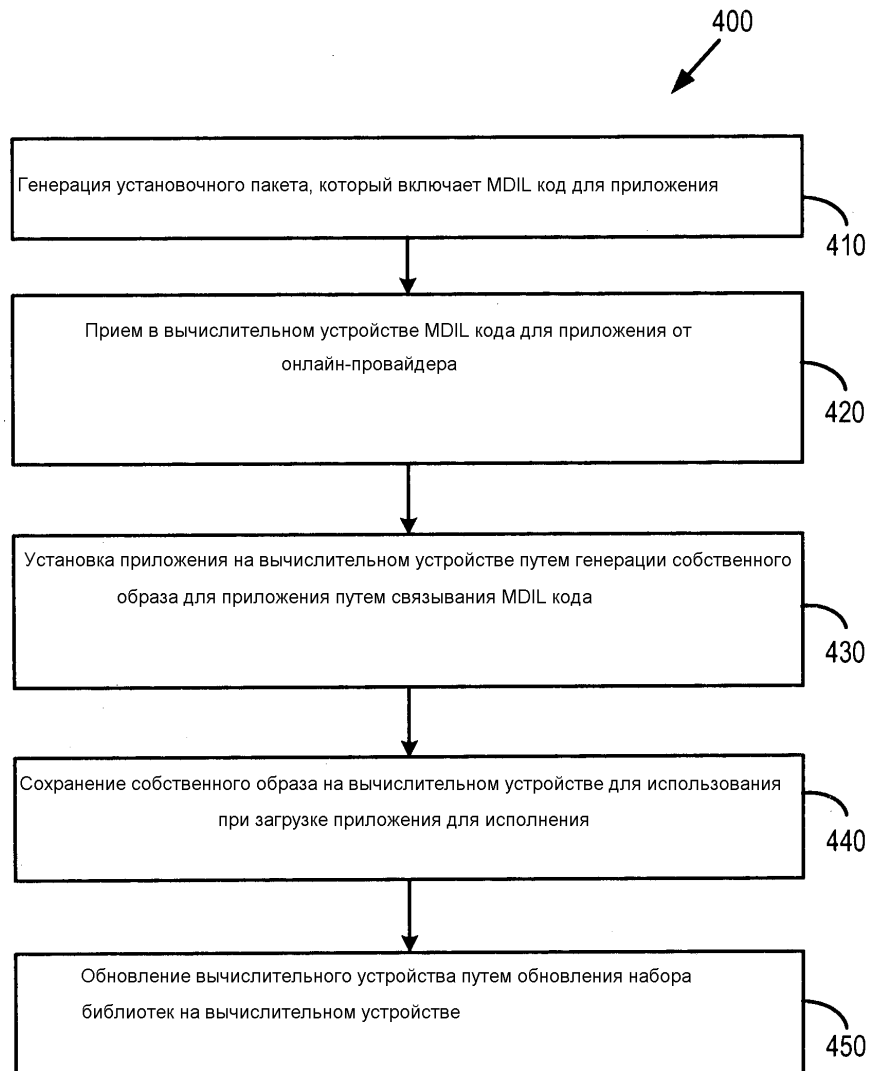 400
Генерация установочного пакета, который включает MDIL код для приложения
410
Прием в вычислительном устройстве MDIL кода для приложения от
онлайн-провайдера
420
Установка приложения на вычислительном устройстве путем генерации собственного
образа для приложения путем связывания MDIL кода
430
Сохранение собственного образа на вычислительном устройстве для использования
при загрузке приложения для исполнения
440
Обновление вычислительного устройства путем обновления набора
библиотек на вычислительном устройстве
450